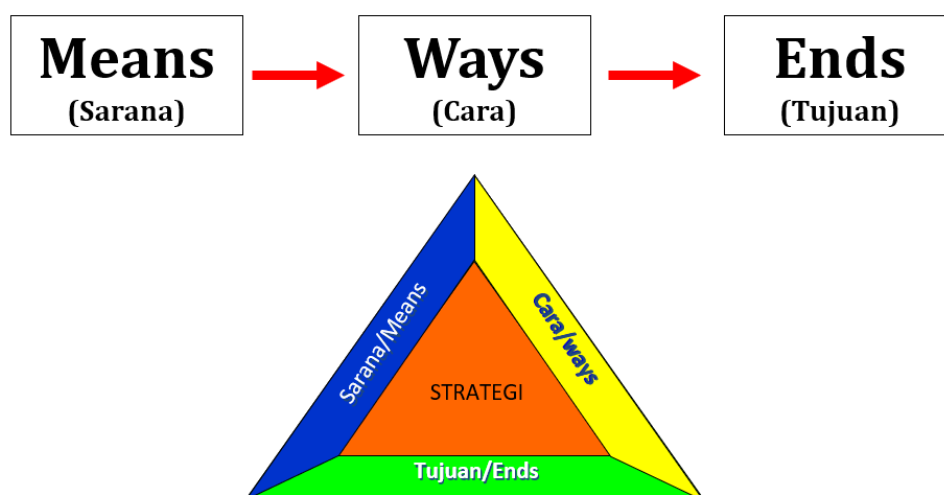 Means
(Sarana)
Ways
(Cara)
Ends
(Tujuan)
Sarana/Means
Cara/ways
STRATEGI
Tujuan/Ends